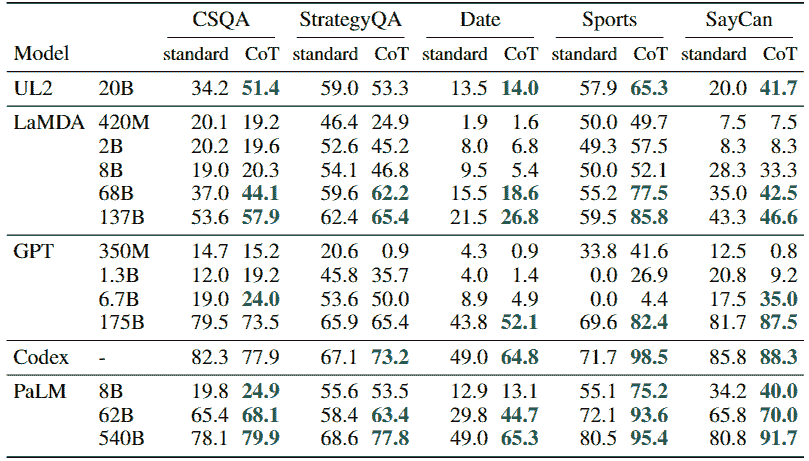 CSQA StrategyQA Date Sports SayCan
Model standard CoT standard CoT standard CoT standard CoT standard CoT
UL2 20B 34.2 51.4 59.0 53.3 13.5 14.0 57.9 65.3 20.0 41.7
LaMDA 420M 20.1 19.2 46.4 24.9 1.9 1.6 50.0 49.7 7.5 7.5
2B 20.2 19.6 52.6 45.2 8.0 6.8 49.3 57.5 8.3 8.3
8B 19.0 20.3 54.1 46.8 9.5 5.4 50.0 52.1 28.3 33.3
68B 37.0 44.1 59.6 62.2 15.5 18.6 55.2 77.5 35.0 42.5
137B 53.6 57.9 62.4 65.4 21.5 26.8 59.5 85.8 43.3 46.6
GPT 350M 14.7 15.2 20.6 0.9 4.3 0.9 33.8 41.6 12.5 0.8
1.3B 12.0 19.2 45.8 35.7 4.0 1.4 0.0 26.9 20.8 9.2
6.7B 19.0 24.0 53.6 50.0 8.9 4.9 0.0 4.4 17.5 35.0
175B 79.5 73.5 65.9 65.4 43.8 52.1 69.6 82.4 81.7 87.5
Codex - 82.3 77.9 67.1 73.2 49.0 64.8 71.7 98.5 85.8 88.3
PaLM 8B 19.8 24.9 55.6 53.5 12.9 13.1 55.1 75.2 34.2 40.0
62B 65.4 68.1 58.4 63.4 29.8 44.7 72.1 93.6 65.8 70.0
540B 78.1 79.9 68.6 77.8 49.0 65.3 80.5 95.4 80.8 91.7